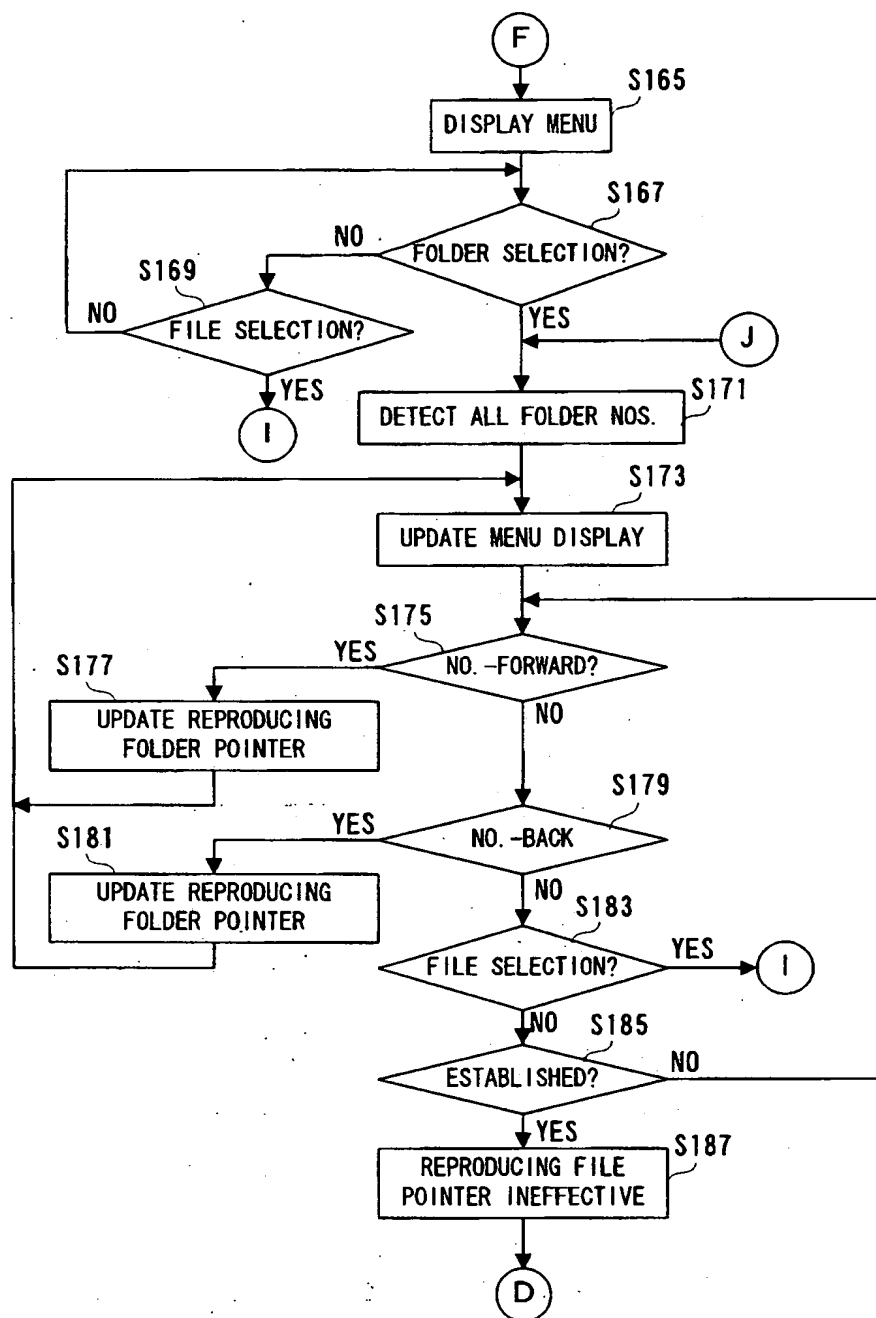 F
S165
DISPLAY MENU
S167
FOLDER SELECTION?
NO
S169
NO
FILE SELECTION?
YES
YES
J
I
S171
DETECT ALL FOLDER NOS.
S173
UPDATE MENU DISPLAY
S175
YES
NO.-FORWARD?
S177
UPDATE REPRODUCING
FOLDER POINTER
NO
S179
YES
NO.-BACK
S181
UPDATE REPRODUCING
FOLDER POINTER
NO
S183
FILE SELECTION?
YES
I
NO
S185
ESTABLISHED?
NO
YES
S187
REPRODUCING FILE
POINTER INEFFECTIVE
D